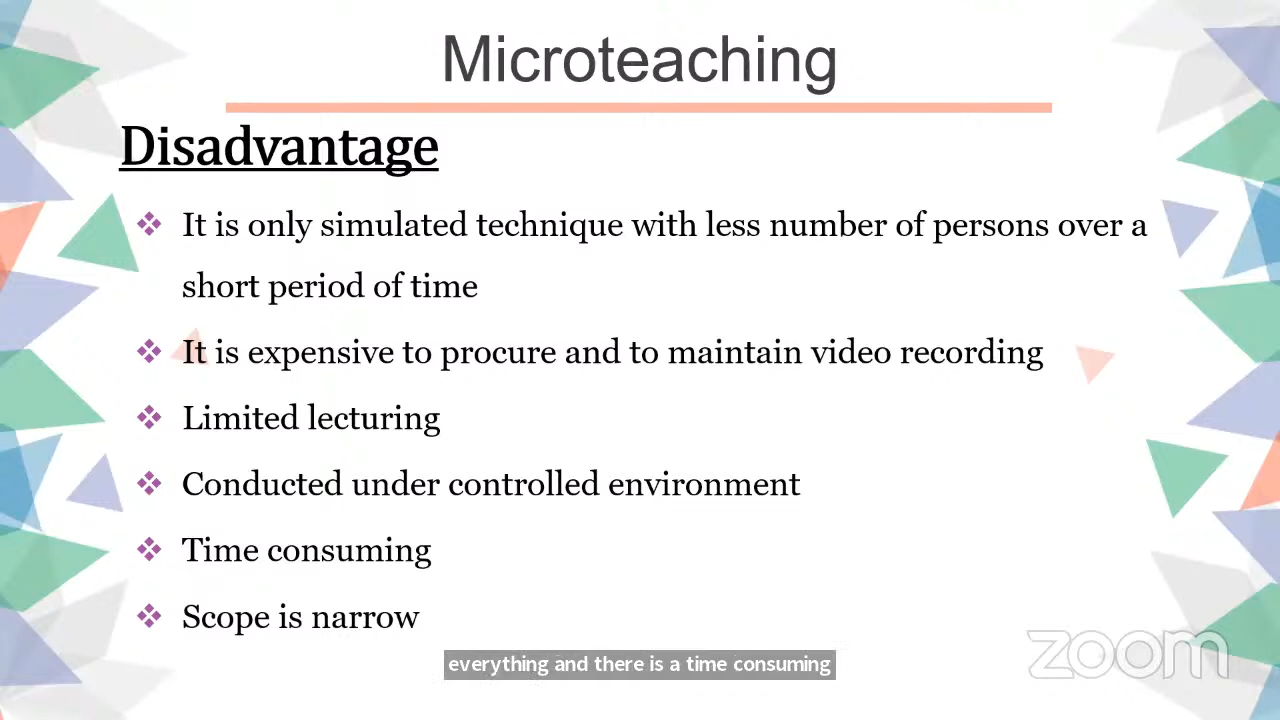 Microteaching
Disadvantage
❖ It is only simulated technique with less number of persons over a
short period of time
❖ It is expensive to procure and to maintain video recording
❖ Limited lecturing
❖ Conducted under controlled environment
❖ Time consuming
❖ Scope is narrow
everything and there is a time consuming
zoom